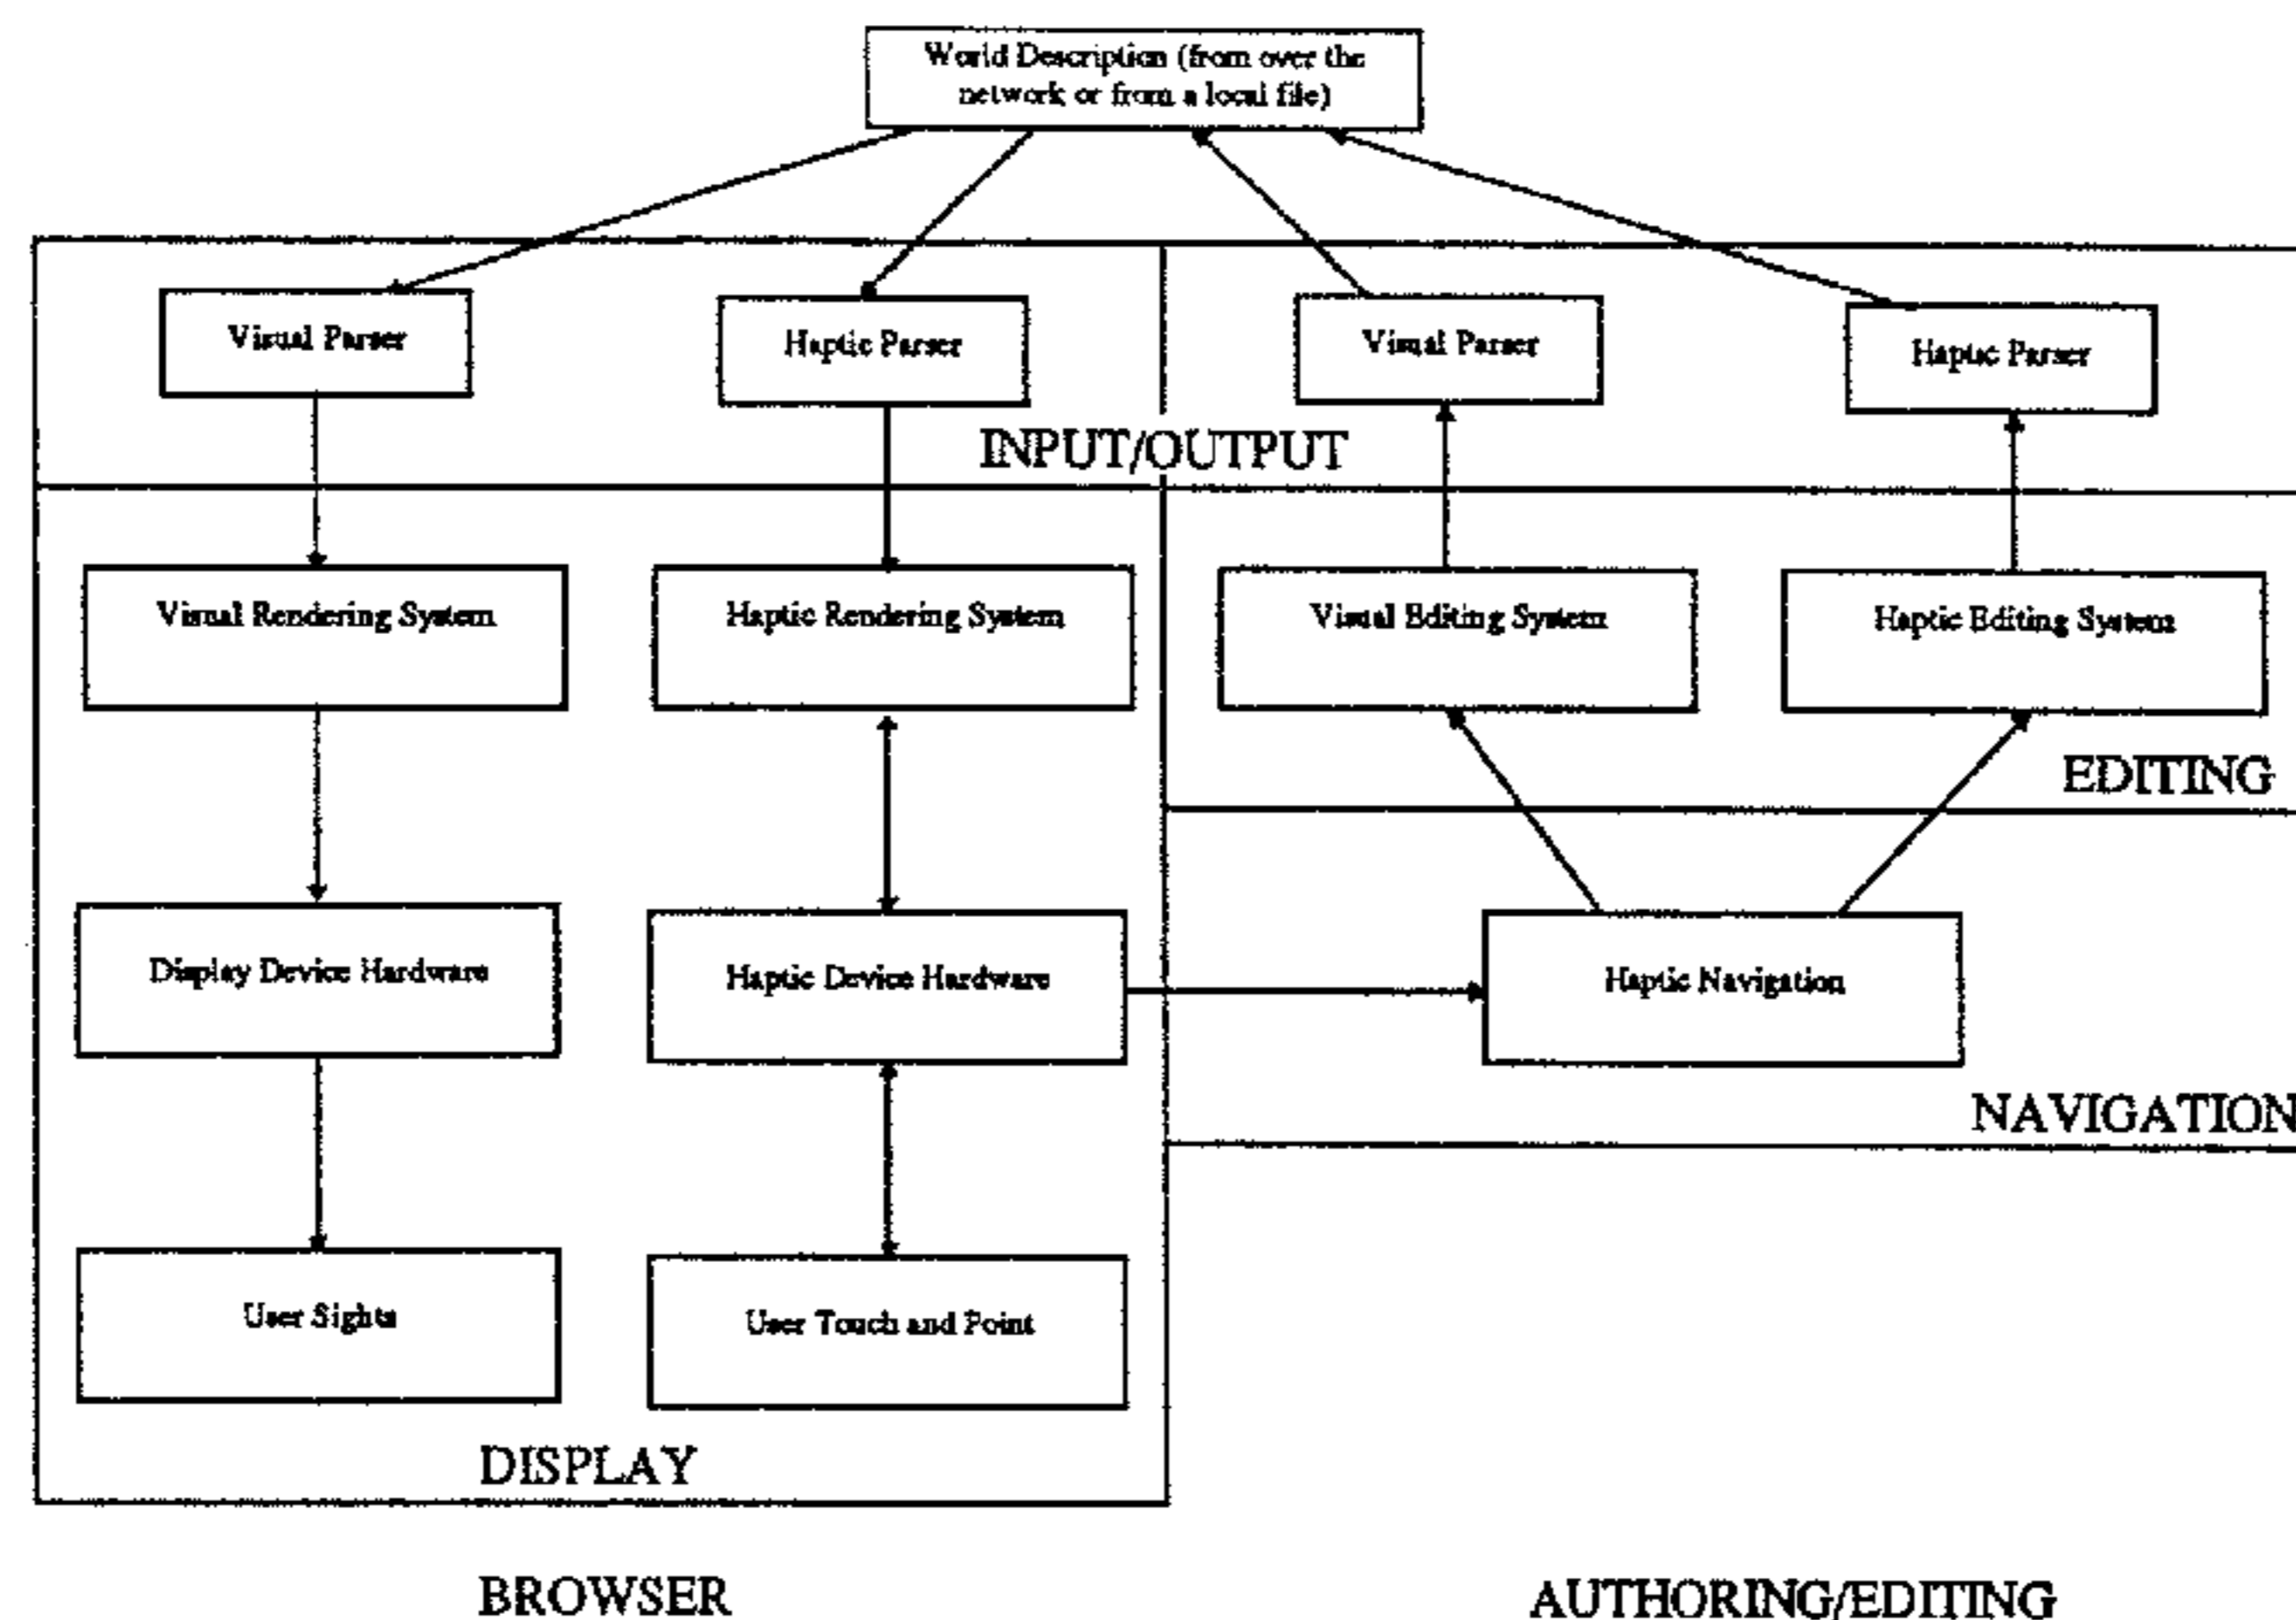 World Description (from over the
network or from a local file)
Visual Parser
Haptic Parser
Visual Parser
Haptic Parser
INPUT/OUTPUT
Visual Rendering System
Haptic Rendering System
Visual Editing System
Haptic Editing System
EDITING
Display Device Hardware
Haptic Device Hardware
Haptic Navigation
NAVIGATION
User Sights
User Touch and Point
DISPLAY
BROWSER
AUTHORING/EDITING